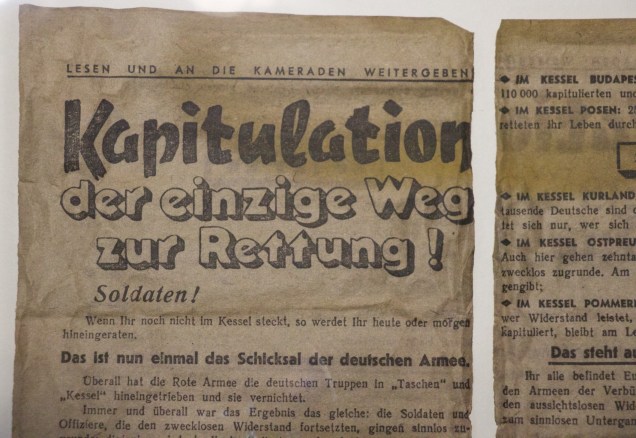 LESEN UND AN DIE KAMERADEN WEITERGEBEN
Kapitulation
der einzige Weg
zur Rettung!
Soldaten!
Wenn Ihr noch nicht im Kessel steckt, so werdet Ihr heute oder morgen
hineingeraten.
Das ist nun einmal das Schicksal der deutschen Armee.
Überall hat die Rote Armee die deutschen Truppen in „Taschen" und
„Kessel" hineingetrieben und sie vernichtet.
Immer und überall war das Ergebnis das gleiche: die Soldaten und
Offiziere, die den zwecklosen Widerstand fortsetzten, gingen sinnlos zu-
IM KESSEL BUDAPES
110 000 kapitulierten und
IM KESSEL POSEN:
retteten Ihr Leben durc
IM KESSEL KURLAND
tausende Deutsche sind
tet sich nur, wer sich
IM KESSEL OSTPREU
Auch hier gehen zehnta
zwecklos zugrunde. Am
gengibt;
IM KESSEL POMMER
wer Widerstand leistet,
kapituliert, bleibt am Le
Das steht au
Ihr alle befindet Eu
den Armeen der Verbü
den aussichtslosen Wid
zum sinnlosen Untergan